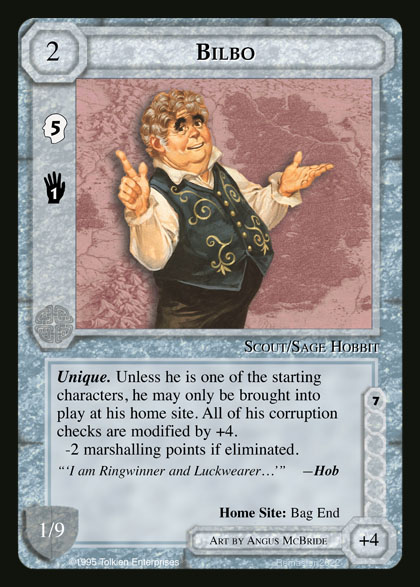 2
BILBO
5
1
SCOUT/SAGE HOBBIT
Unique. Unless he is one of the starting
characters, he may only be brought into
play at his home site. All of his corruption
checks are modified by +4.
-2 marshalling points if eliminated.
“‘I am Ringwinner and Luckwearer…’” —Hob
7
Home Site: Bag End
1/9
ART BY ANGUS MCBRIDE
+4
©1995 Tolkien Enterprises